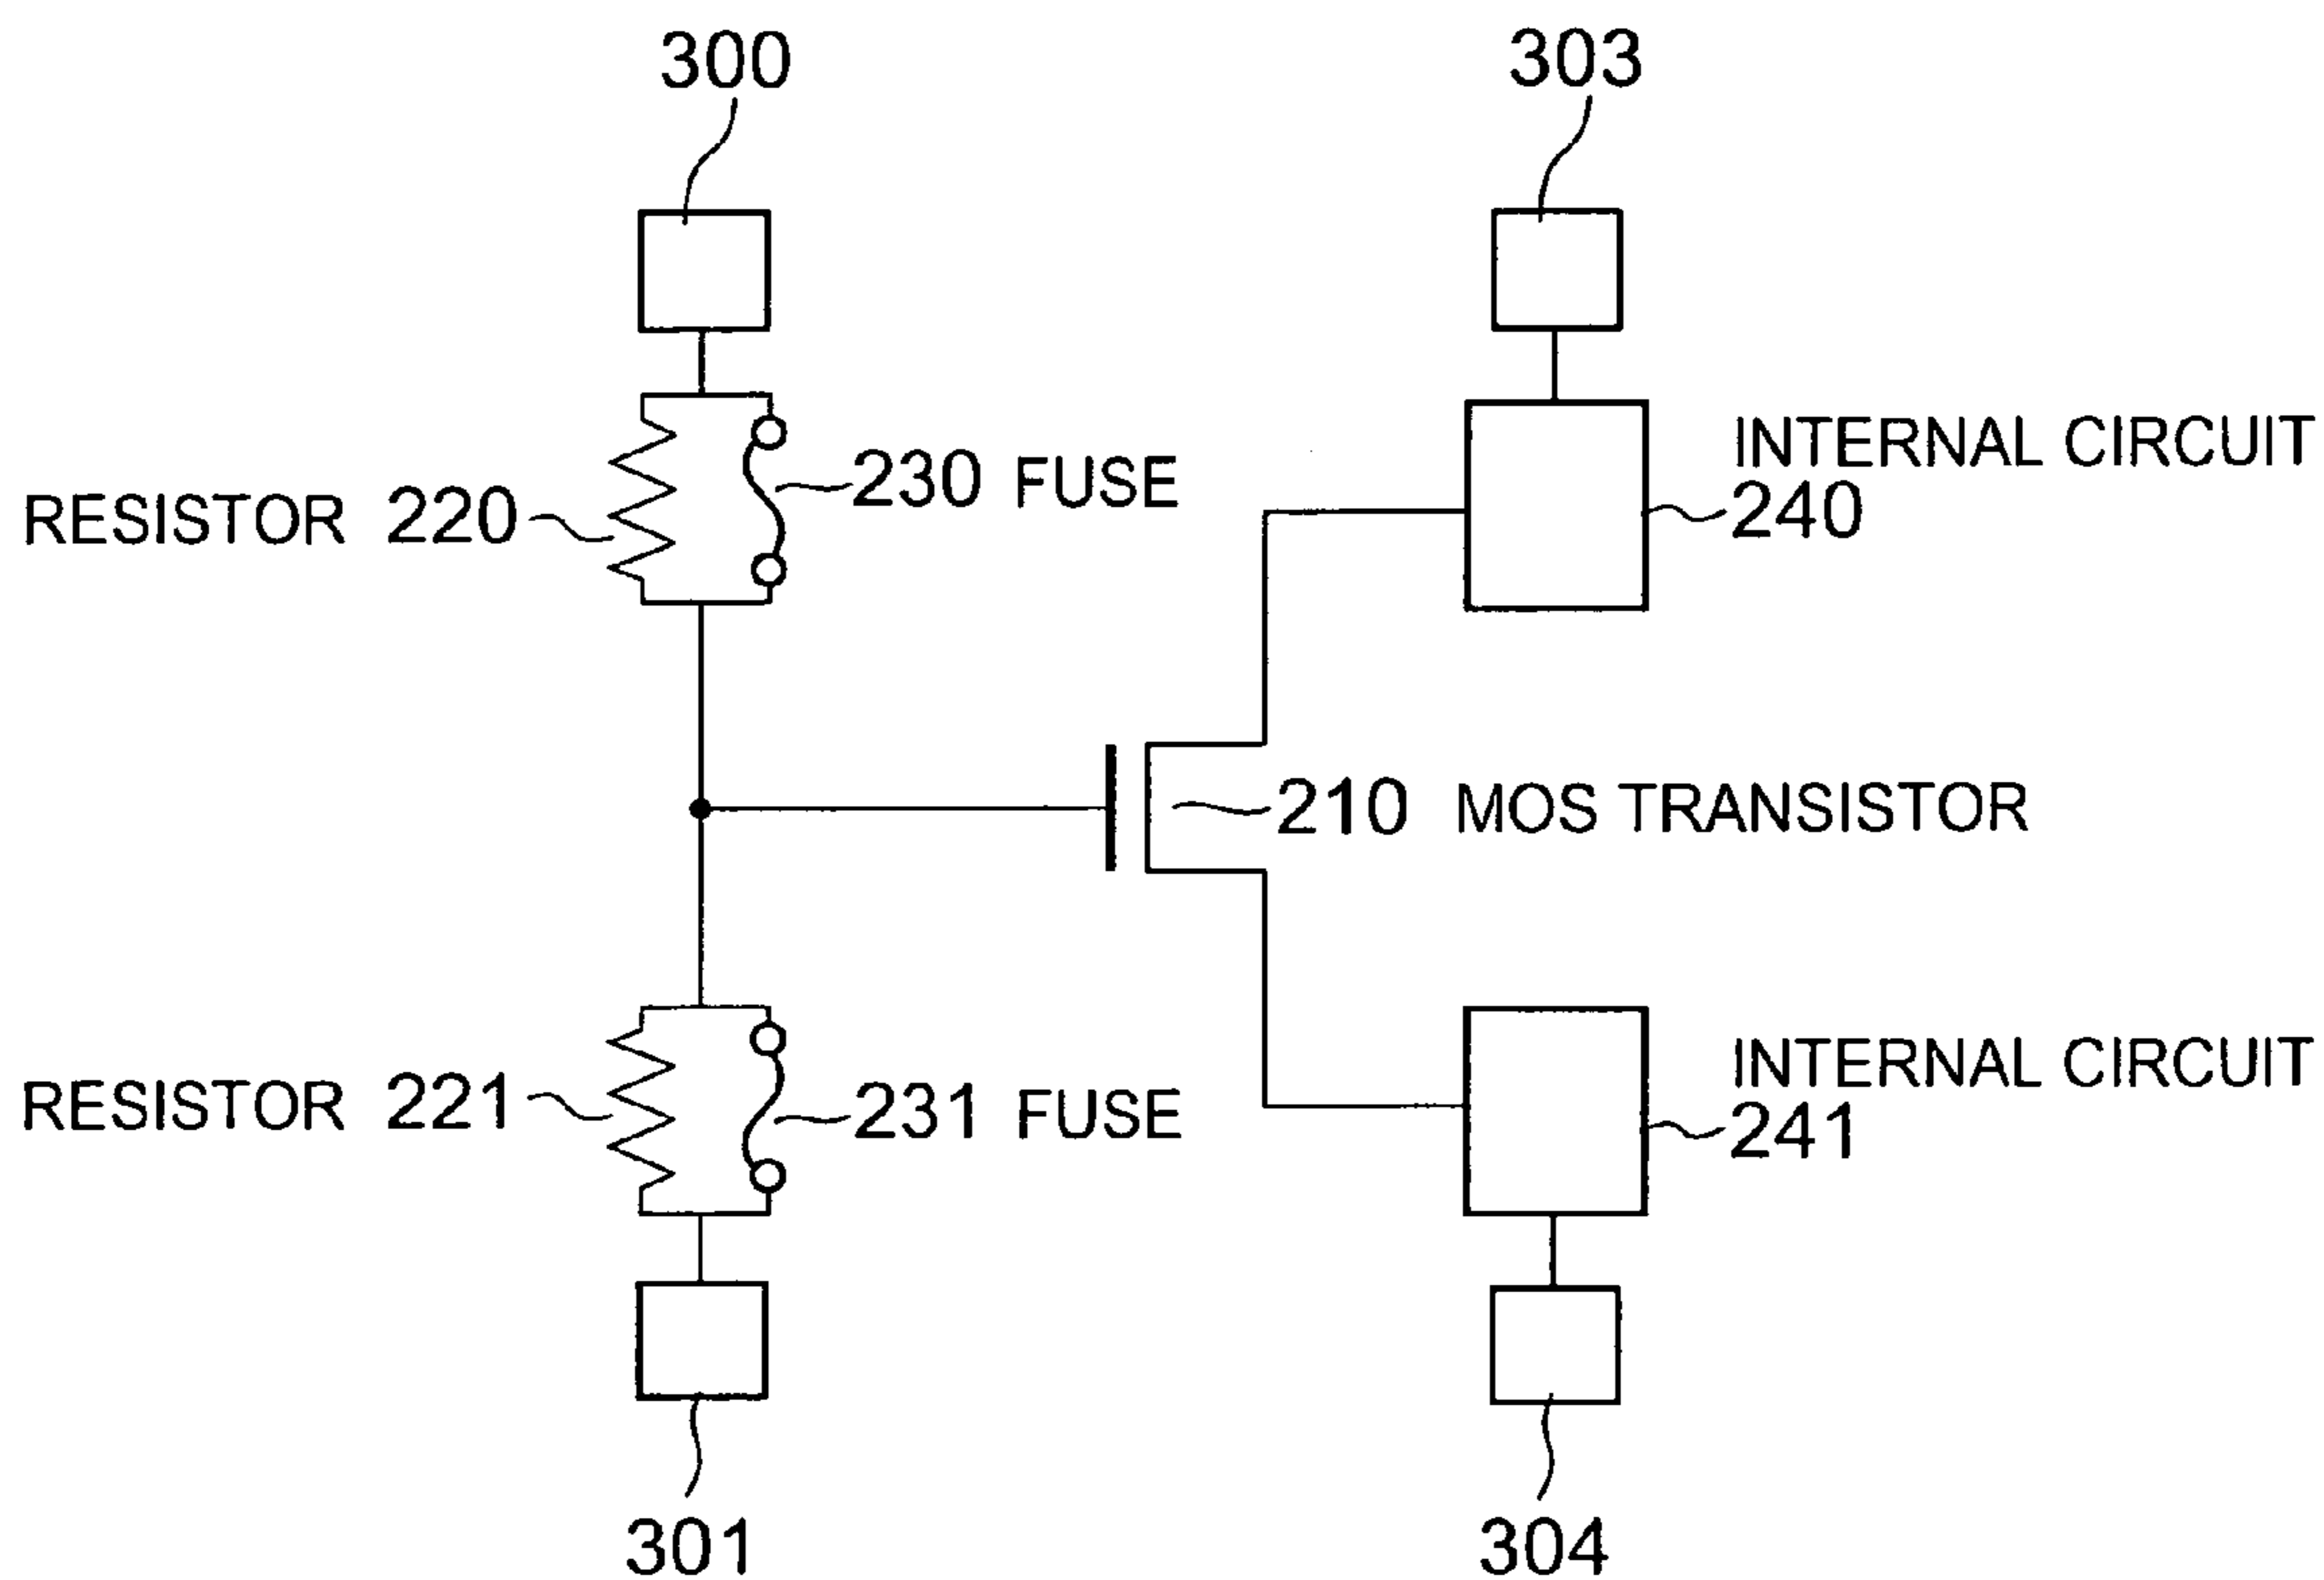 300
303
INTERNAL CIRCUIT
240
230 FUSE
RESISTOR 220
210 MOS TRANSISTOR
INTERNAL CIRCUIT
241
RESISTOR 221
231 FUSE
301
304